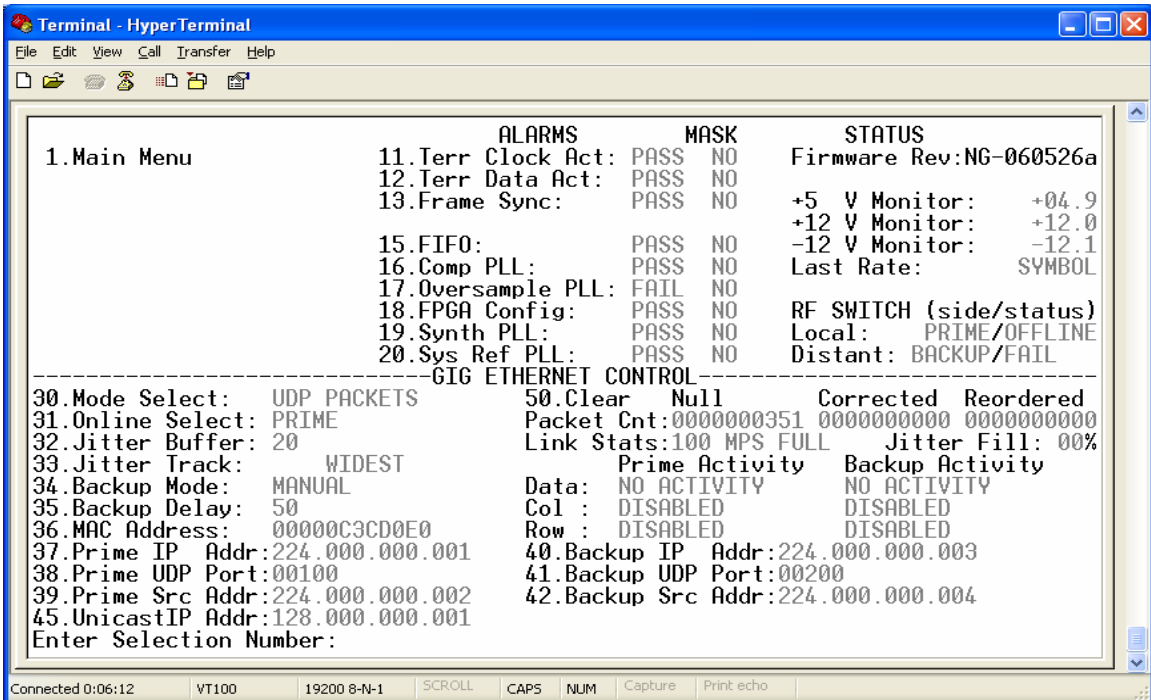 Terminal - HyperTerminal
File Edit View Call Transfer Help
ALARMS MASK STATUS
1.Main Menu 11.Terr Clock Act: PASS NO Firmware Rev:NG-060526a
12.Terr Data Act: PASS NO
13.Frame Sync: PASS NO +5 V Monitor: +04.9
+12 V Monitor: +12.0
15.FIFO: PASS NO -12 V Monitor: -12.1
16.Comp PLL: PASS NO Last Rate: SYMBOL
17.Oversample PLL: FAIL NO
18.FPGA Config: PASS NO RF SWITCH (side/status)
19.Synth PLL: PASS NO Local: PRIME/OFFLINE
20.Sys Ref PLL: PASS NO Distant: BACKUP/FAIL
------------------------------GIG ETHERNET CONTROL------------------------------
30.Mode Select: UDP PACKETS 50.Clear Null Corrected Reordered
31.Online Select: PRIME Packet Cnt:0000000351 0000000000 0000000000
32.Jitter Buffer: 20 Link Stats:100 MPS FULL Jitter Fill: 00%
33.Jitter Track: WIDEST Prime Activity Backup Activity
34.Backup Mode: MANUAL Data: NO ACTIVITY NO ACTIVITY
35.Backup Delay: 50 Col : DISABLED DISABLED
36.MAC Address: 00000C3CD0E0 Row : DISABLED DISABLED
37.Prime IP Addr:224.000.000.001 40.Backup IP Addr:224.000.000.003
38.Prime UDP Port:00100 41.Backup UDP Port:00200
39.Prime Src Addr:224.000.000.002 42.Backup Src Addr:224.000.000.004
45.UnicastIP Addr:128.000.000.001
Enter Selection Number:
Connected 0:06:12 VT100 19200 8-N-1 SCROLL CAPS NUM Capture Print echo